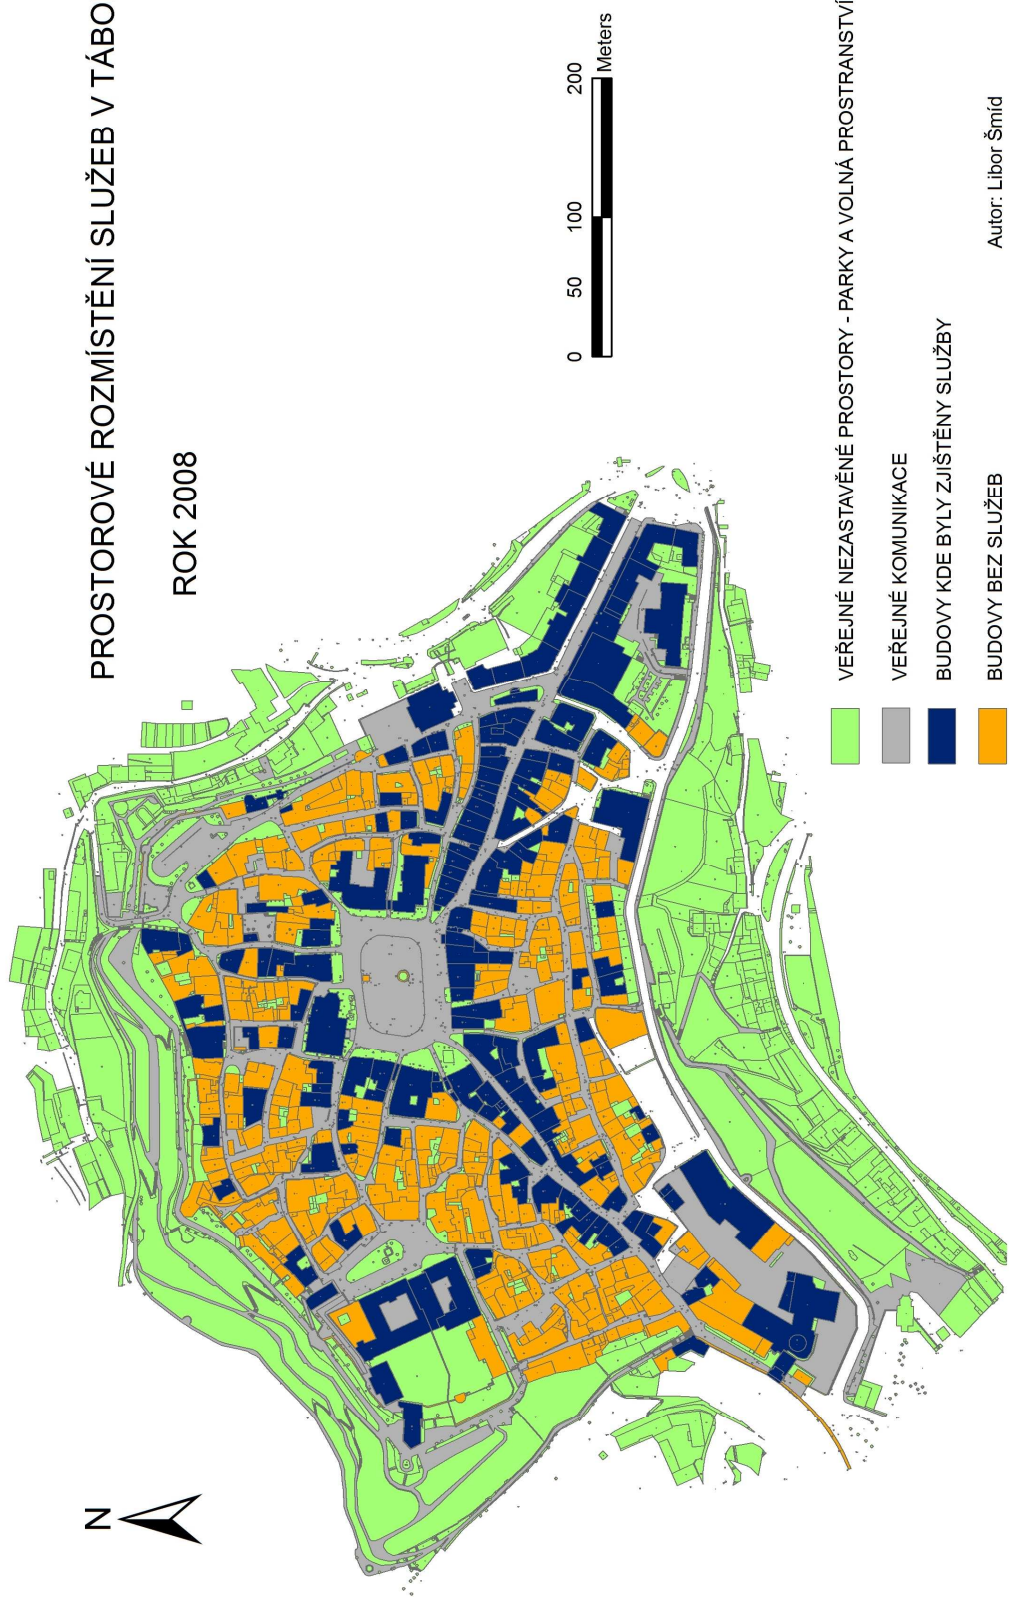 PROSTOROVÉ ROZMÍSTĚNÍ SLUŽEB V TÁBO
ROK 2008
N
0 50 100 200
Meters
VEŘEJNÉ NEZASTAVĚNÉ PROSTORY - PARKY A VOLNÁ PROSTRANSTVÍ
VEŘEJNÉ KOMUNIKACE
BUDOVY KDE BYLY ZJIŠTĚNY SLUŽBY
BUDOVY BEZ SLUŽEB
Autor: Libor Šmíd